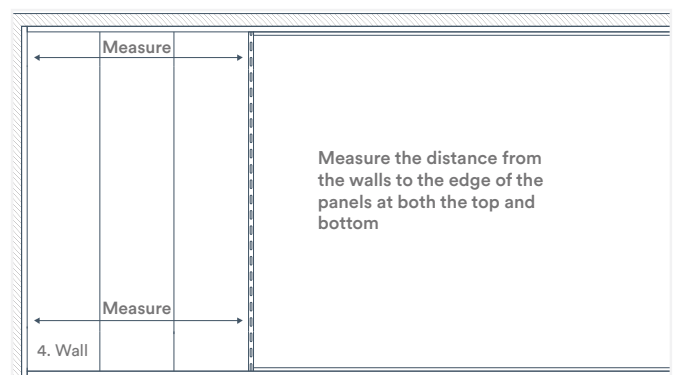 Measure
Measure the distance from
the walls to the edge of the
panels at both the top and
bottom
Measure
4. Wall